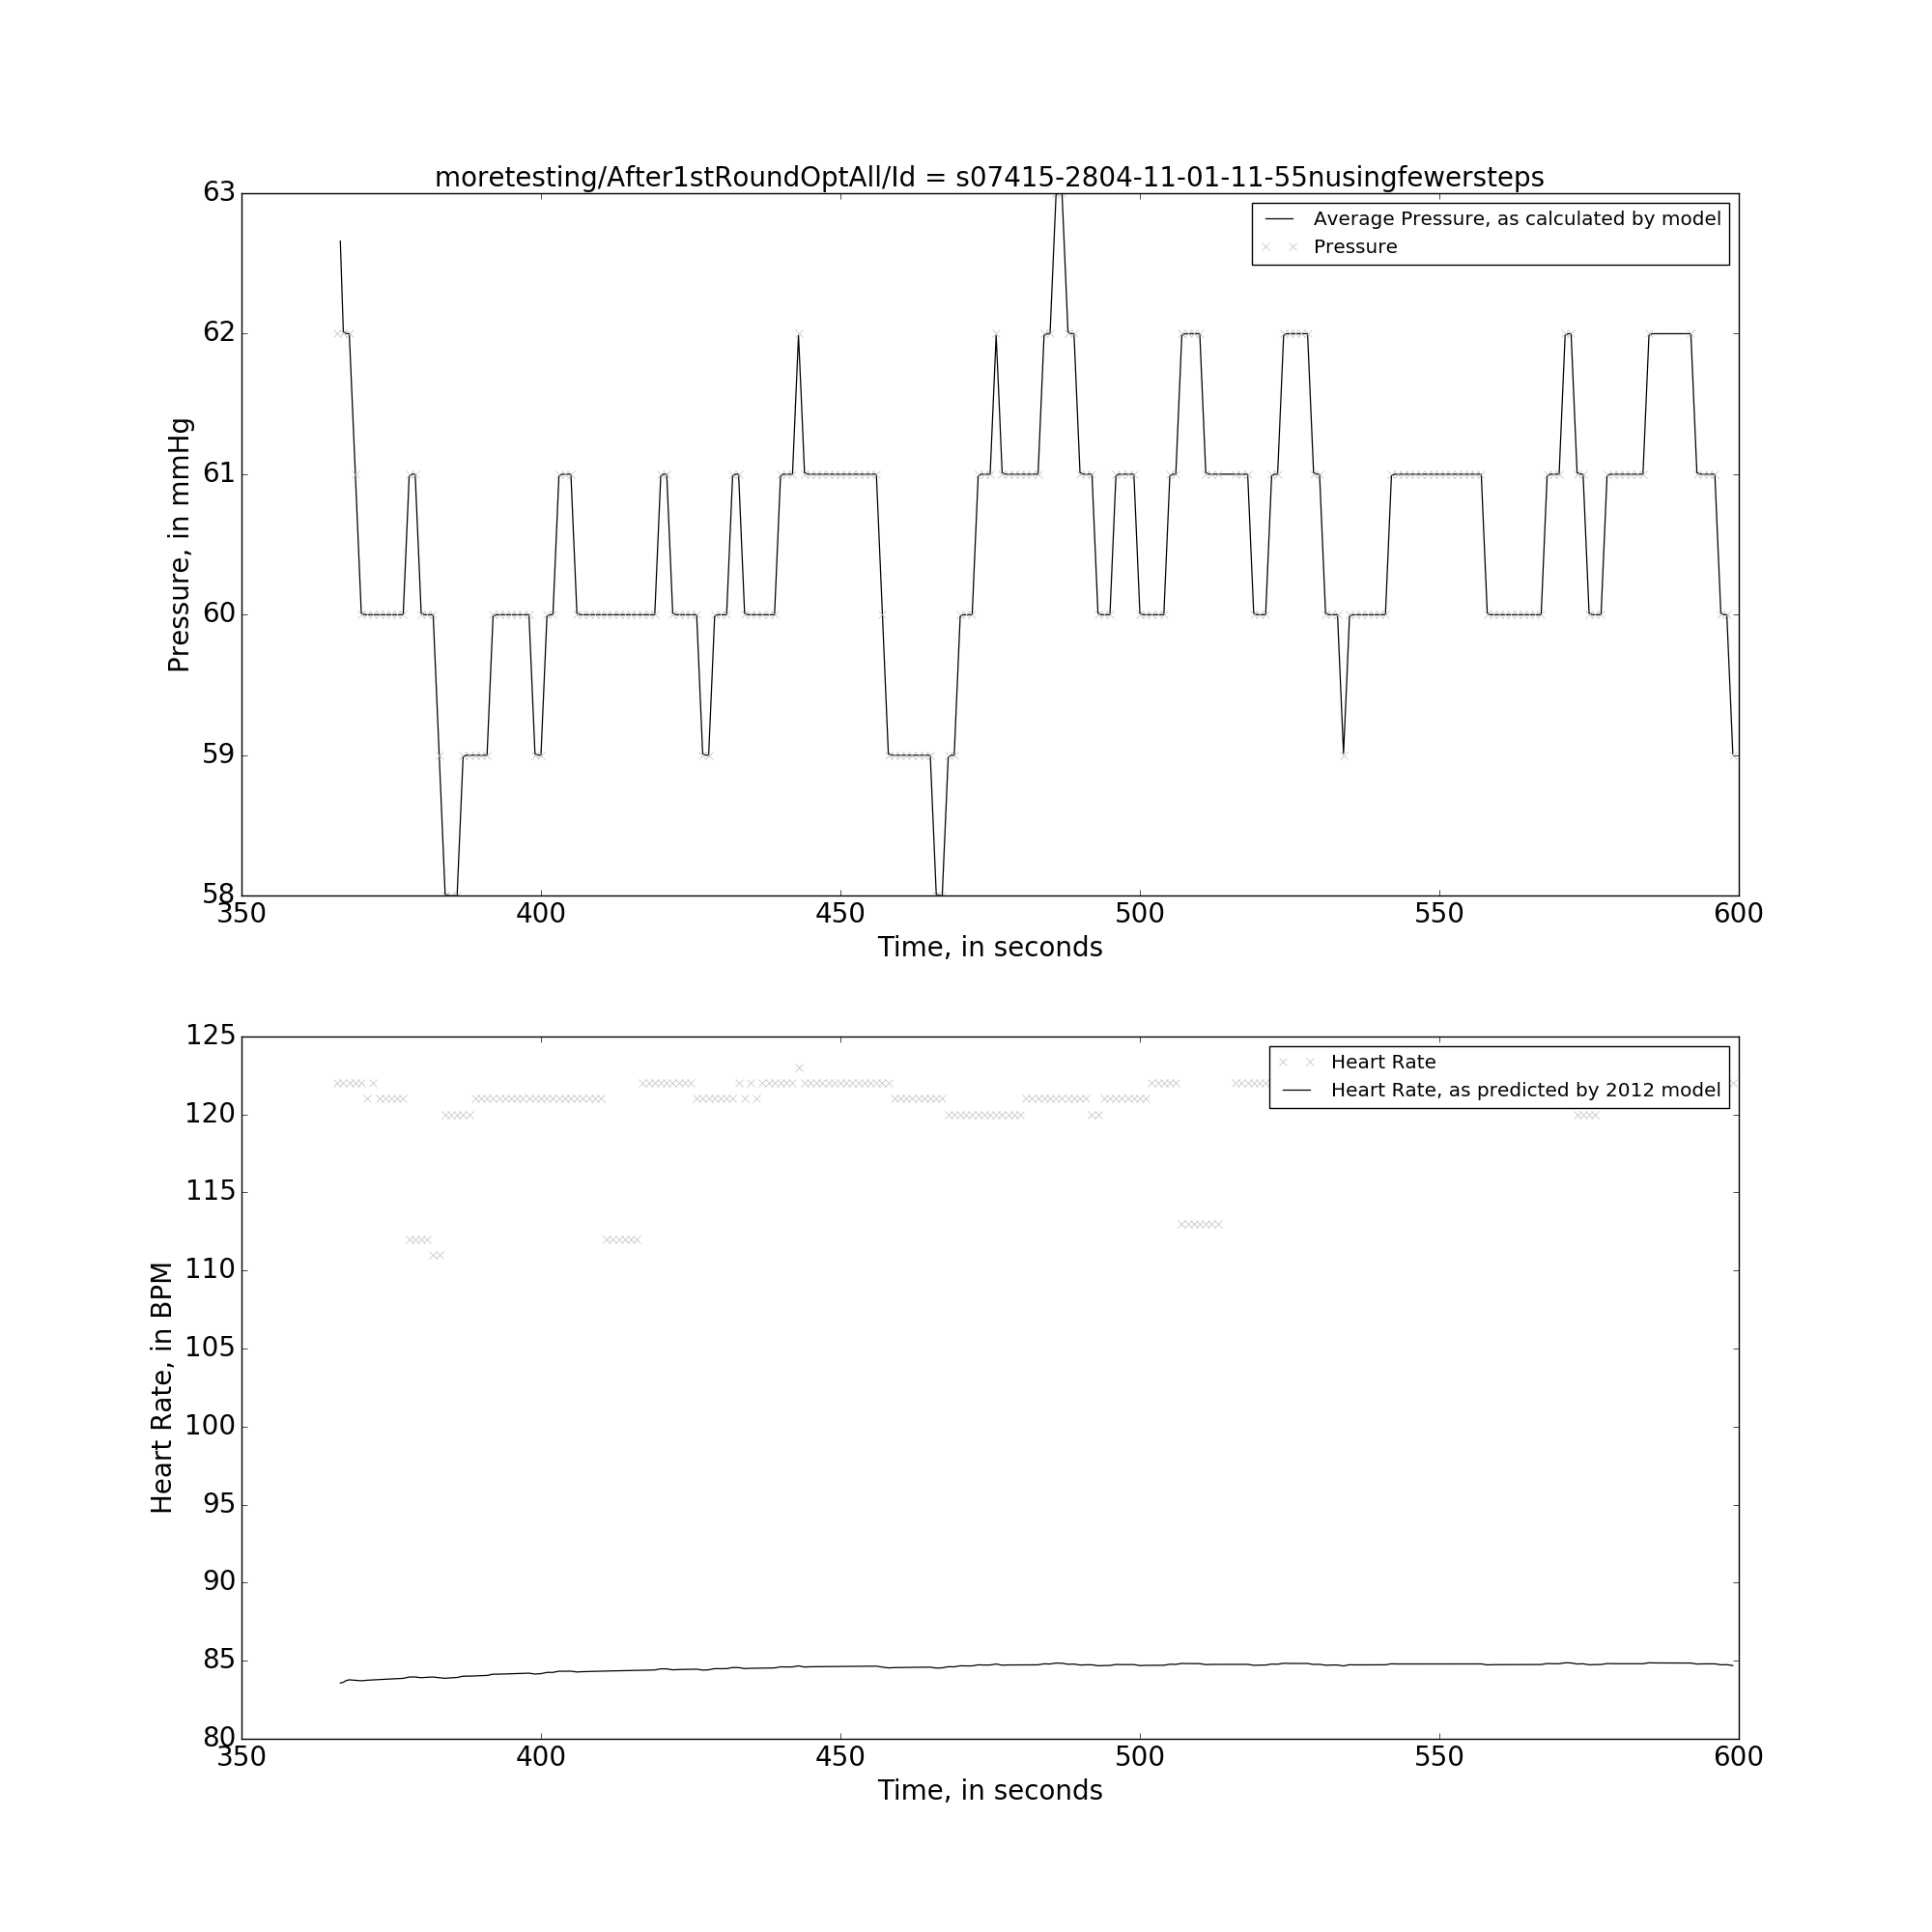 moretesting/After1stRoundOptAll/Id = s07415-2804-11-01-11-55nusingfewersteps
63
62
61
60
59
58
Pressure, in mmHg
Average Pressure, as calculated by model
Pressure
350 400 450 500 550 600
Time, in seconds
125
120
115
110
105
100
95
90
85
80
Heart Rate, in BPM
Heart Rate
Heart Rate, as predicted by 2012 model
350 400 450 500 550 600
Time, in seconds